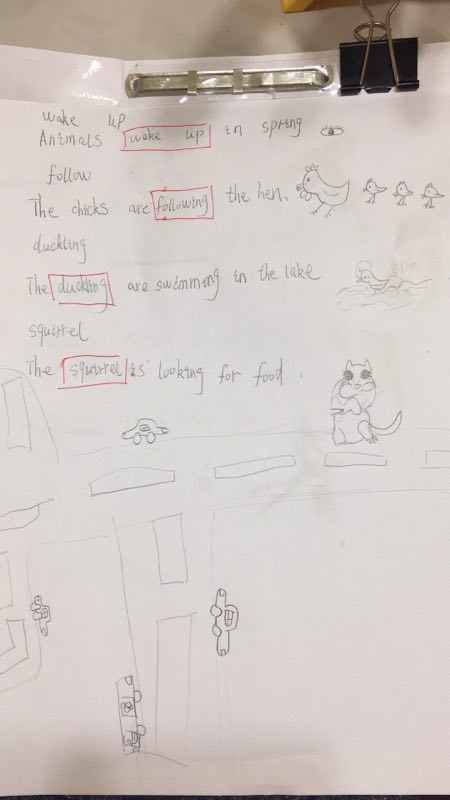 wake up
Animals wake up in spring
follow
The chicks are following the hen.
duckling
The duckling are swimming in the lake
squirrel
The squirrel is looking for food.